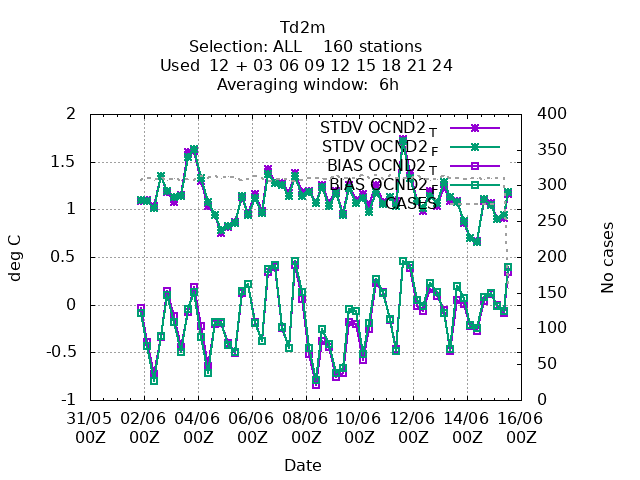 Td2m
Selection: ALL    160 stations
Used  12 + 03 06 09 12 15 18 21 24
Averaging window:  6h
STDV OCND2 T
STDV OCND2 F
BIAS OCND2 T
BIAS OCND2 F
CASES
2
1.5
1
0.5
0
-0.5
-1
deg C
400
350
300
250
200
150
100
50
0
No cases
31/05 02/06 04/06 06/06 08/06 10/06 12/06 14/06 16/06
00Z 00Z 00Z 00Z 00Z 00Z 00Z 00Z 00Z
Date